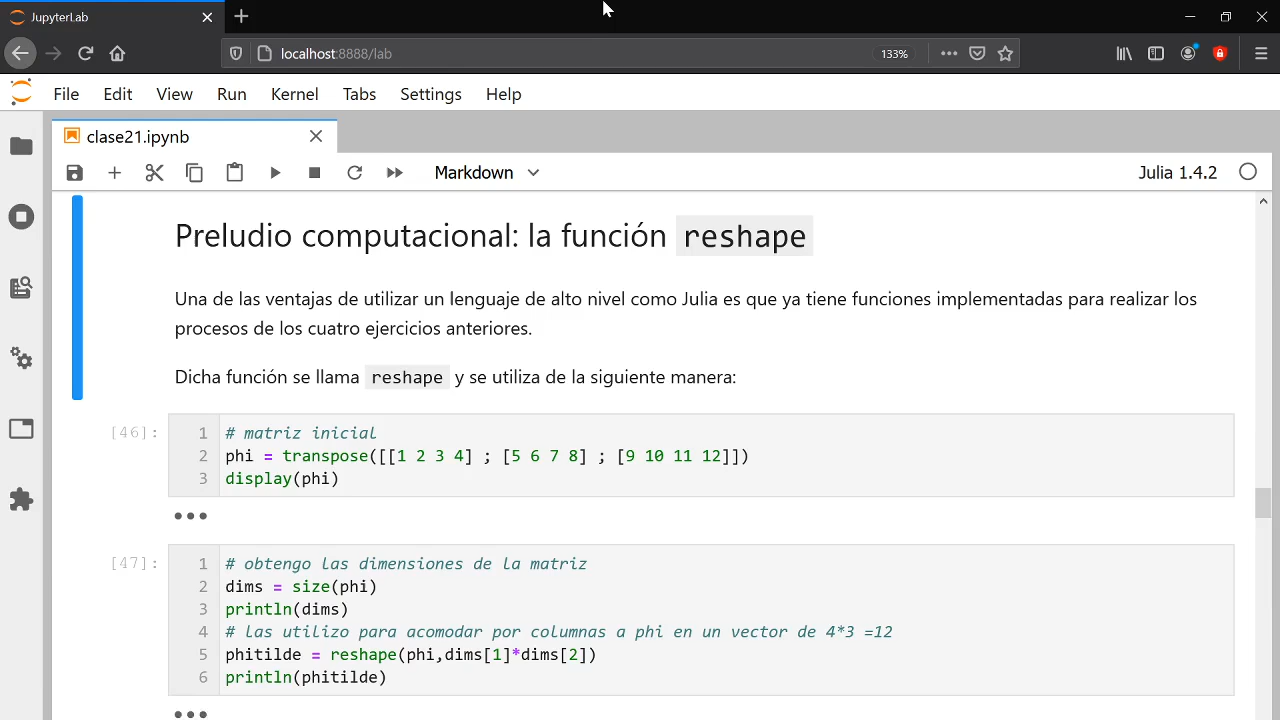 JupyterLab
localhost:8888/lab
133%
File Edit View Run Kernel Tabs Settings Help
clase21.ipynb
Markdown
Julia 1.4.2
Preludio computacional: la función reshape
Una de las ventajas de utilizar un lenguaje de alto nivel como Julia es que ya tiene funciones implementadas para realizar los
procesos de los cuatro ejercicios anteriores.
Dicha función se llama reshape y se utiliza de la siguiente manera:
[46]:
1 # matriz inicial
2 phi = transpose([[1 2 3 4] ; [5 6 7 8] ; [9 10 11 12]])
3 display(phi)
[47]:
1 # obtengo las dimensiones de la matriz
2 dims = size(phi)
3 println(dims)
4 # las utilizo para acomodar por columnas a phi en un vector de 4*3 =12
5 phitilde = reshape(phi,dims[1]*dims[2])
6 println(phitilde)